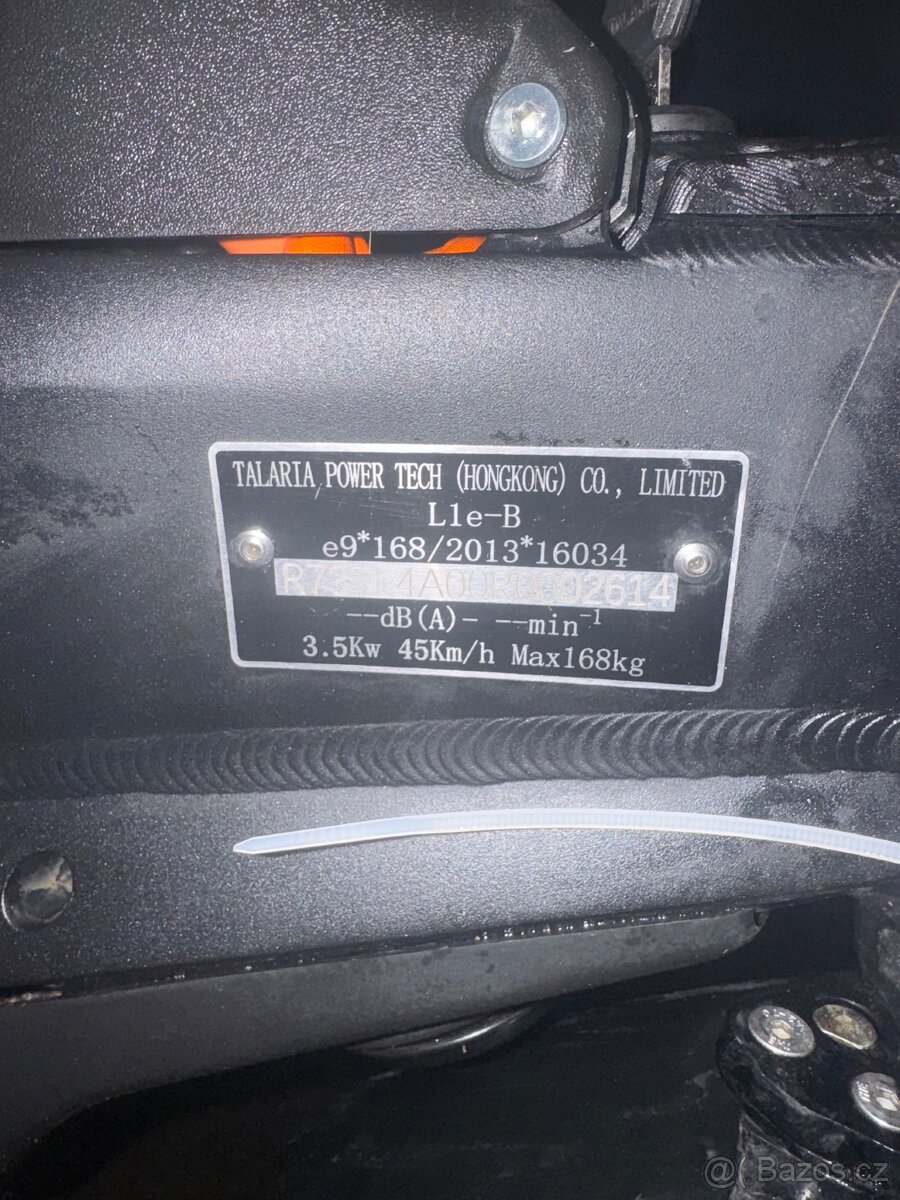 TALARIA POWER TECH (HONGKONG) CO., LIMITED
L1e-B
e9*168/2013*16034
--dB(A)- --min-1
3.5Kw 45Km/h Max168kg
@ Bazos.cz